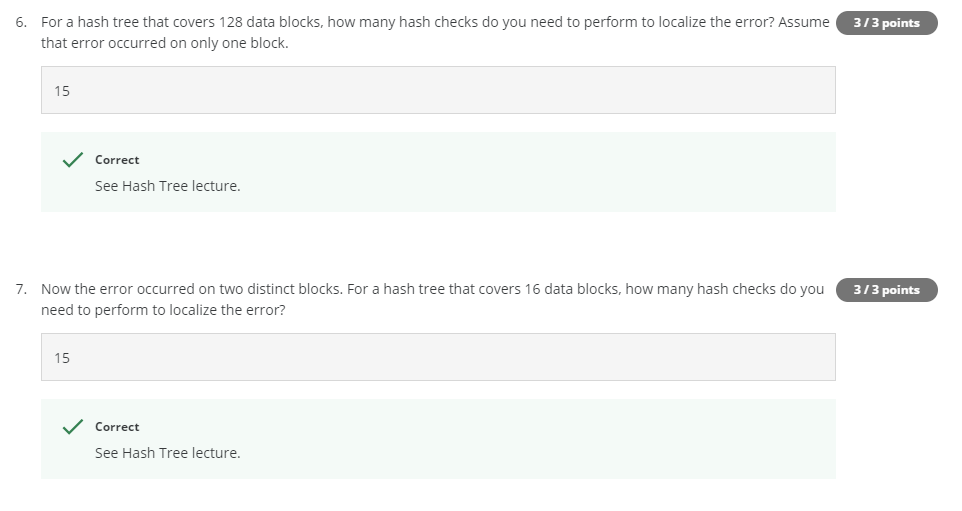 6. For a hash tree that covers 128 data blocks, how many hash checks do you need to perform to localize the error? Assume 3 / 3 points
that error occurred on only one block.
15
Correct
See Hash Tree lecture.
7. Now the error occurred on two distinct blocks. For a hash tree that covers 16 data blocks, how many hash checks do you 3 / 3 points
need to perform to localize the error?
15
Correct
See Hash Tree lecture.